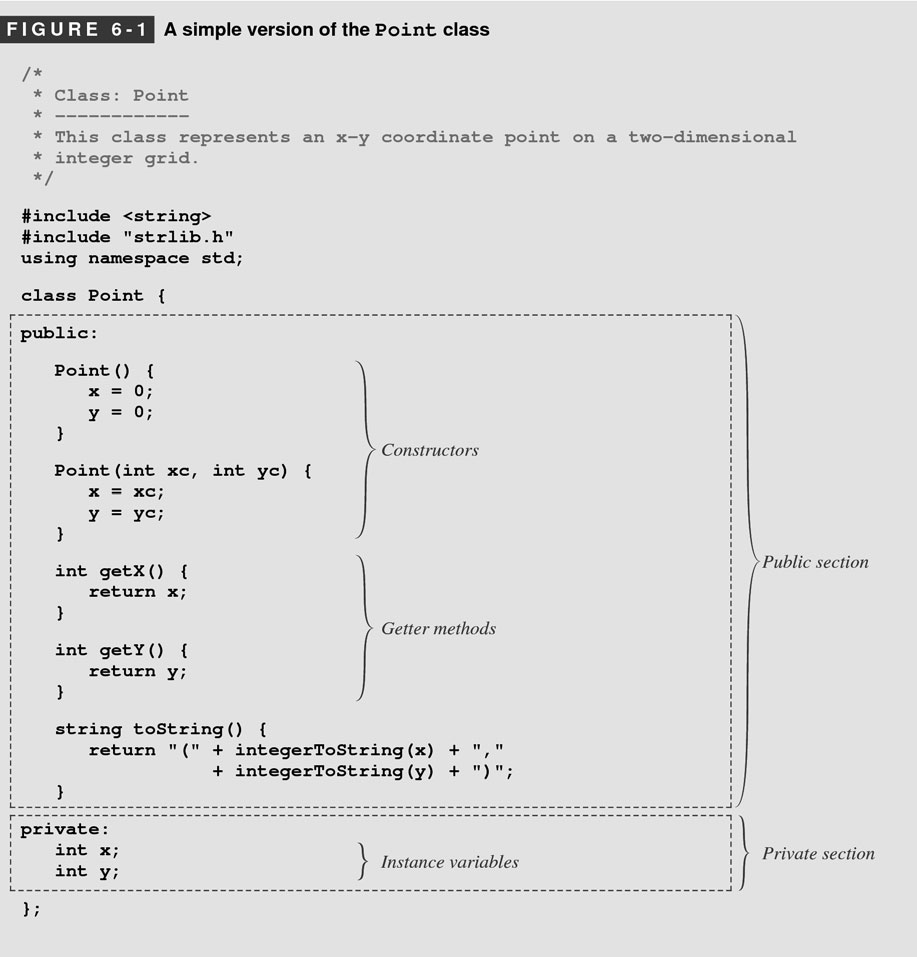 FIGURE 6-1 A simple version of the Point class
/*
 * Class: Point
 * ------------
 * This class represents an x-y coordinate point on a two-dimensional
 * integer grid.
 */
#include <string>
#include "strlib.h"
using namespace std;
class Point {
public:
   Point() {
      x = 0;
      y = 0;
   }
Constructors
   Point(int xc, int yc) {
      x = xc;
      y = yc;
   }
   int getX() {
      return x;
   }
Public section
Getter methods
   int getY() {
      return y;
   }
   string toString() {
      return "(" + integerToString(x) + ","
                 + integerToString(y) + ")";
   }
private:
   int x;
   int y;
Instance variables
Private section
};